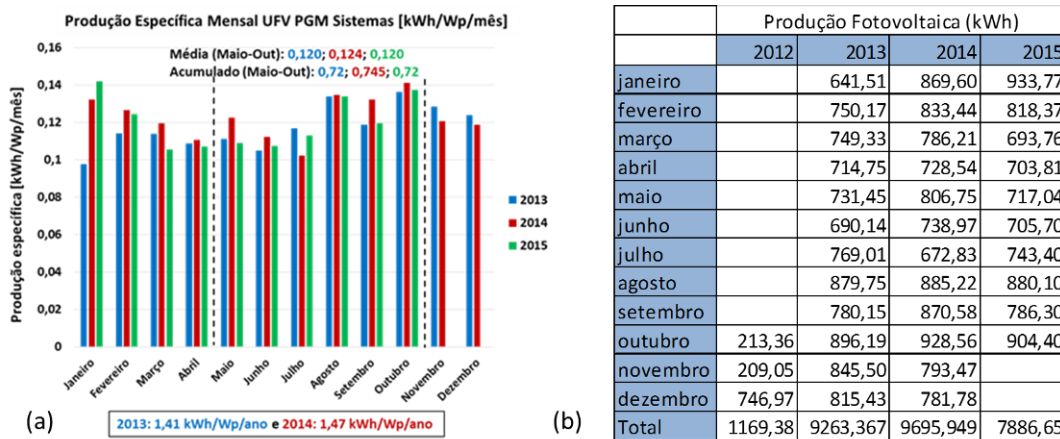 Produção Específica Mensal UFV PGM Sistemas [kWh/Wp/mês]
Produção específica [kWh/Wp/mês]
0,16
0,14
0,12
0,1
0,08
0,06
0,04
0,02
0
Média (Maio-Out): 0,120; 0,124; 0,120
Acumulado (Maio-Out): 0,72; 0,745; 0,72
2013
2014
2015
Janeiro Fevereiro Março Abril Maio Junho Julho Agosto Setembro Outubro Novembro Dezembro
(a)
2013: 1,41 kWh/Wp/ano e 2014: 1,47 kWh/Wp/ano
(b)
Produção Fotovoltaica (kWh)
2012 2013 2014 2015
janeiro 641,51 869,60 933,77
fevereiro 750,17 833,44 818,37
março 749,33 786,21 693,76
abril 714,75 728,54 703,81
maio 731,45 806,75 717,04
junho 690,14 738,97 705,70
julho 769,01 672,83 743,40
agosto 879,75 885,22 880,10
setembro 780,15 870,58 786,30
outubro 213,36 896,19 928,56 904,40
novembro 209,05 845,50 793,47
dezembro 746,97 815,43 781,78
Total 1169,38 9263,367 9695,949 7886,63